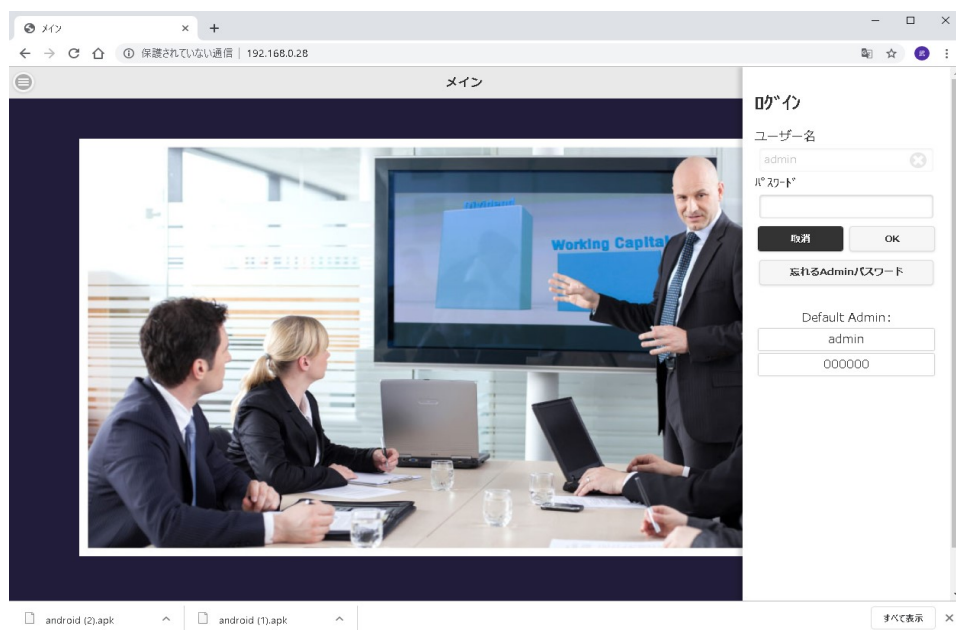 メイン
保護されていない通信 | 192.168.0.28
武
メイン
Working Capital
ログイン
ユーザー名
admin
パスワード
取消
OK
忘れるAdminパスワード
Default Admin:
admin
000000
android (2).apk
android (1).apk
すべて表示